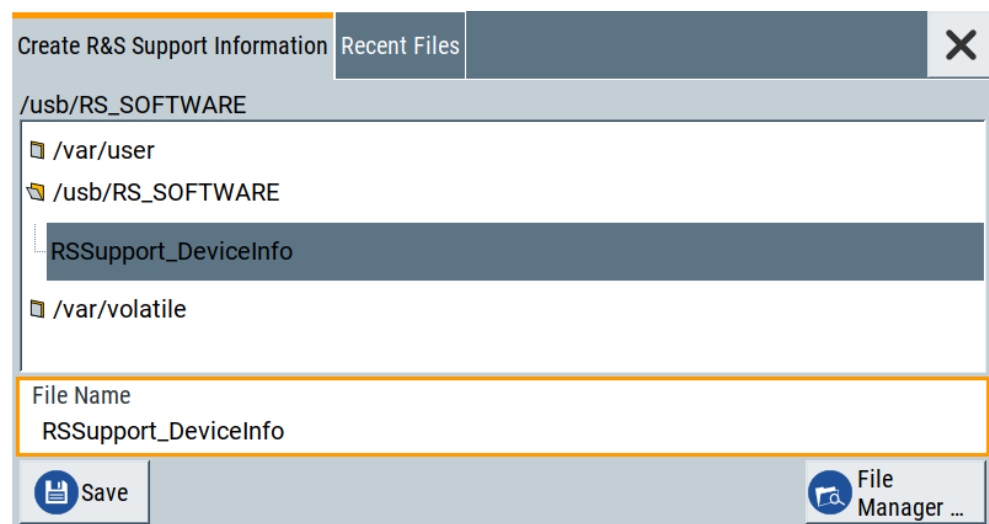 Create R&S Support Information
Recent Files
/usb/RS_SOFTWARE
/var/user
/usb/RS_SOFTWARE
RSSupport_DeviceInfo
/var/volatile
File Name
RSSupport_DeviceInfo
Save
File
Manager ...